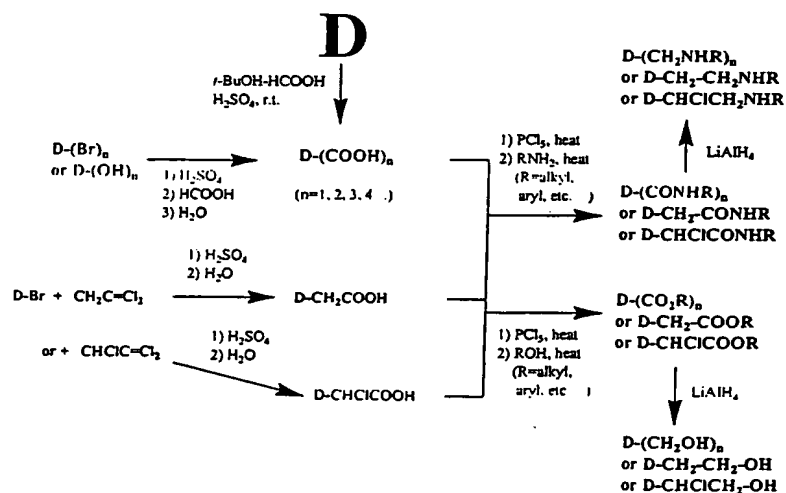 D
t-BuOH-HCOOH
H₂SO₄, r.t.
D-(Br)ₙ
or D-(OH)ₙ
1) H₂SO₄
2) HCOOH
3) H₂O
D-(COOH)ₙ
(n=1, 2, 3, 4 .)
1) PCl₅, heat
2) RNH₂, heat
(R=alkyl,
aryl, etc. )
D-(CH₂NHR)ₙ
or D-CH₂-CH₂NHR
or D-CHClCH₂NHR
LiAlH₄
D-(CONHR)ₙ
or D-CH₂-CONHR
or D-CHClCONHR
D-Br + CH₂C=Cl₂
1) H₂SO₄
2) H₂O
D-CH₂COOH
or + CHClC=Cl₂
1) H₂SO₄
2) H₂O
D-CHClCOOH
1) PCl₅, heat
2) ROH, heat
(R=alkyl,
aryl, etc )
D-(CO₂R)ₙ
or D-CH₂-COOR
or D-CHClCOOR
LiAlH₄
D-(CH₂OH)ₙ
or D-CH₂-CH₂-OH
or D-CHClCH₂-OH